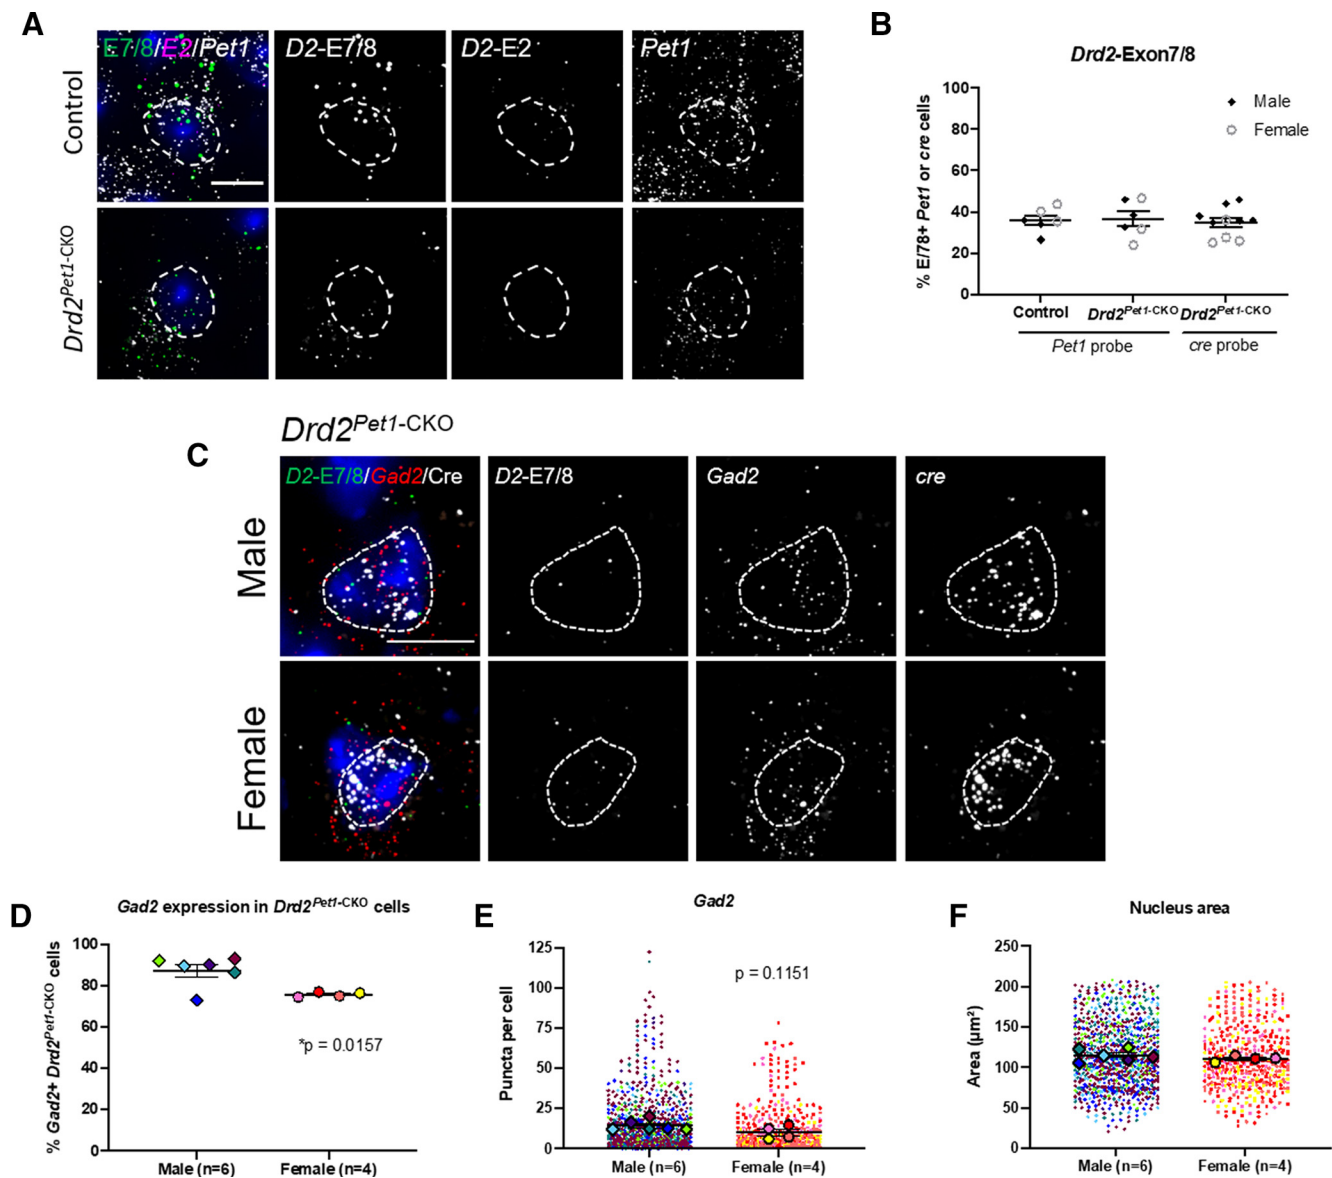 A
E7/8/E2/Pet1
D2-E7/8
D2-E2
Pet1
Control
Drd2Pet1-CKO
B
Drd2-Exon7/8
Male
Female
% E/78+ Pet1 or cre cells
100
80
60
40
20
0
Control
Drd2Pet1-CKO
Drd2Pet1-CKO
Pet1 probe
cre probe
C
Drd2Pet1-CKO
D2-E7/8/Gad2/Cre
D2-E7/8
Gad2
cre
Male
Female
D
Gad2 expression in Drd2Pet1-CKO cells
% Gad2+ Drd2Pet1-CKO cells
100
80
60
40
20
0
*p = 0.0157
Male (n=6)
Female (n=4)
E
Gad2
Puncta per cell
125
100
75
50
25
0
p = 0.1151
Male (n=6)
Female (n=4)
F
Nucleus area
Area (µm²)
250
200
150
100
50
0
Male (n=6)
Female (n=4)